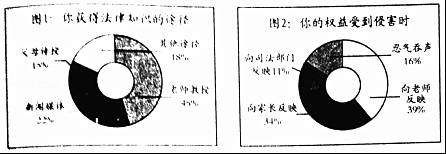 图1：你获得法律知识的途径
父母传授
15%
其他途径
18%
老师教授
45%
新闻媒体
22%
图2：你的权益受到侵害时
向司法部门
反映11%
忍气吞声
16%
向家长反映
34%
向老师
反映
39%